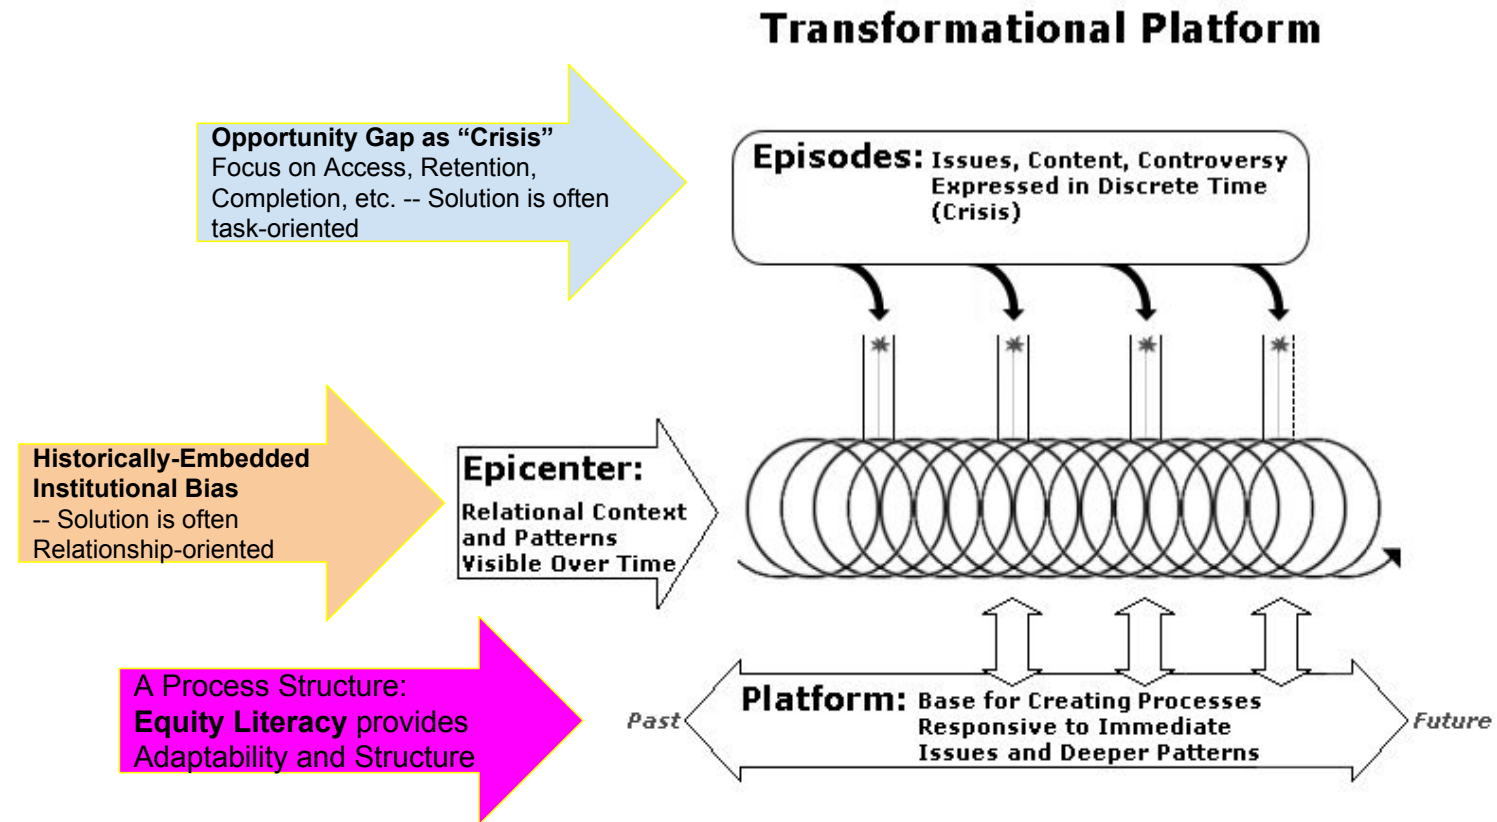 Transformational Platform
Opportunity Gap as “Crisis”
Focus on Access, Retention,
Completion, etc. -- Solution is often
task-oriented
Episodes: Issues, Content, Controversy
Expressed in Discrete Time
(Crisis)
Historically-Embedded
Institutional Bias
-- Solution is often
Relationship-oriented
Epicenter:
Relational Context
and Patterns
Visible Over Time
A Process Structure:
Equity Literacy provides
Adaptability and Structure
Past
Platform: Base for Creating Processes
Responsive to Immediate
Issues and Deeper Patterns
Future